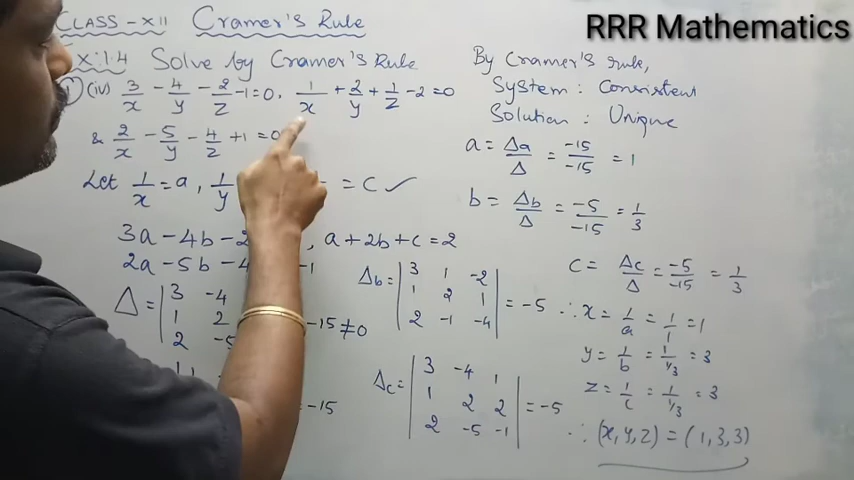 RRR Mathematics
CLASS - XII Cramer's Rule
Ex: 1.4 Solve by Cramer's Rule
(iv) 3/x - 4/y - 2/z - 1 = 0, 1/x + 2/y + 1/z - 2 = 0
& 2/x - 5/y - 4/z + 1 = 0
Let 1/x = a, 1/y = c ✓
3a - 4b - 2 , a + 2b + c = 2
2a - 5b - 4 -1
Δ = | 3 -4
1 2
2 -5 -15 ≠ 0
= -15
Δb = | 3 1 -2
1 2 1
2 -1 -4 | = -5
Δc = | 3 -4 1
1 2 2
2 -5 -1 | = -5
By Cramer's rule,
System : Consistent
Solution : Unique
a = Δa/Δ = -15/-15 = 1
b = Δb/Δ = -5/-15 = 1/3
c = Δc/Δ = -5/-15 = 1/3
∴ x = 1/a = 1/1 = 1
y = 1/b = 1/1/3 = 3
z = 1/c = 1/1/3 = 3
∴ (x, y, z) = (1, 3, 3)